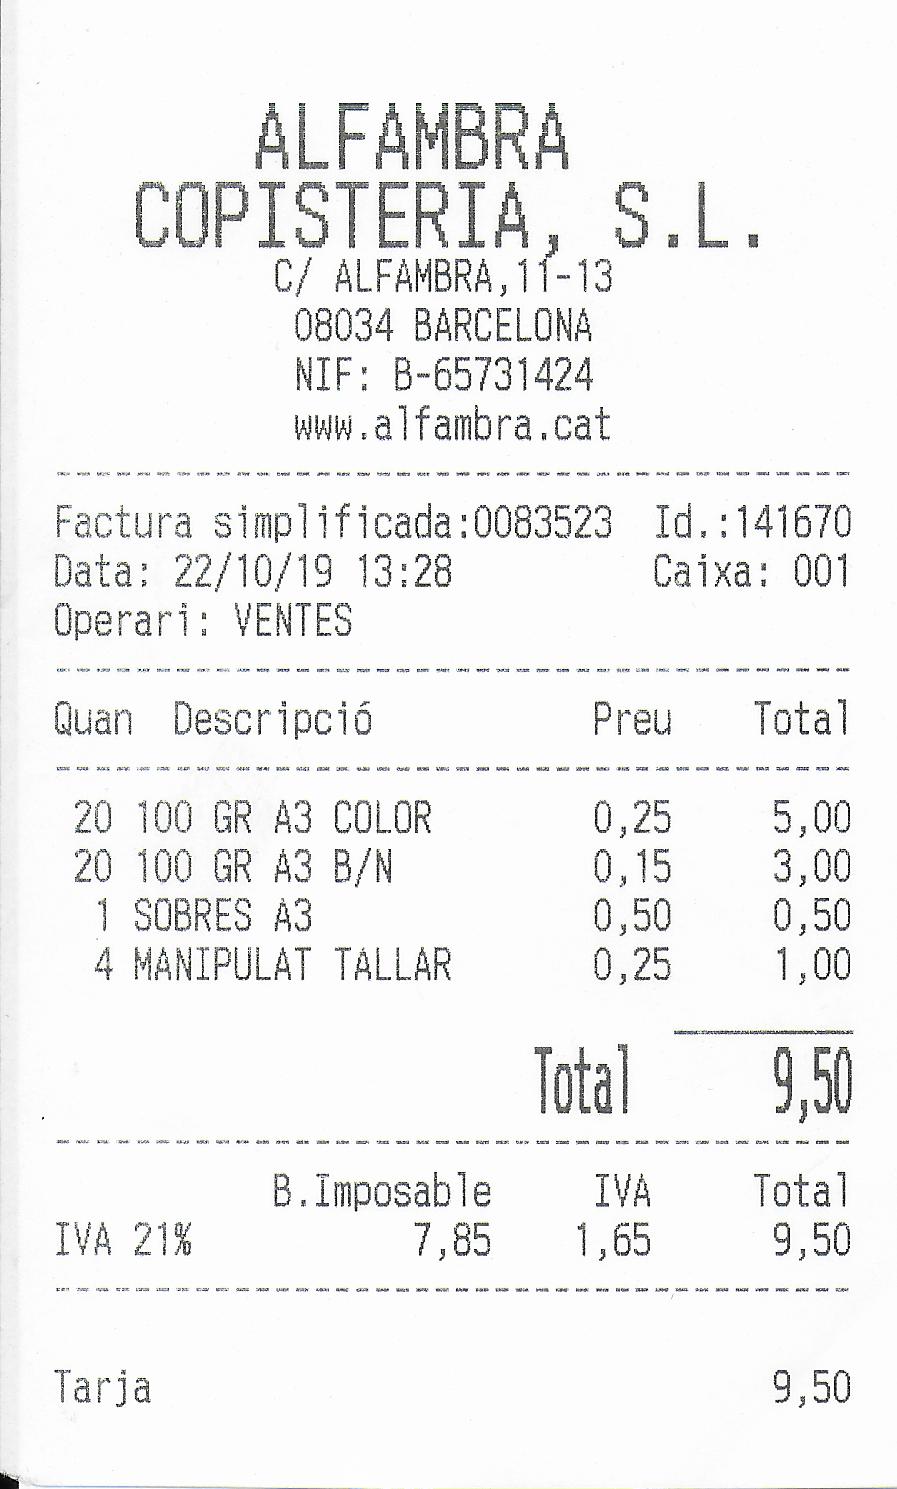 ALFAMBRA
COPISTERIA, S.L.
C/ ALFAMBRA,11-13
08034 BARCELONA
NIF: B-65731424
www.alfambra.cat
Factura simplificada:0083523 Id.:141670
Data: 22/10/19 13:28 Caixa: 001
Operari: VENTES
Quan Descripció Preu Total
20 100 GR A3 COLOR 0,25 5,00
20 100 GR A3 B/N 0,15 3,00
1 SOBRES A3 0,50 0,50
4 MANIPULAT TALLAR 0,25 1,00
Total 9,50
B.Imposable IVA Total
IVA 21% 7,85 1,65 9,50
Tarja 9,50